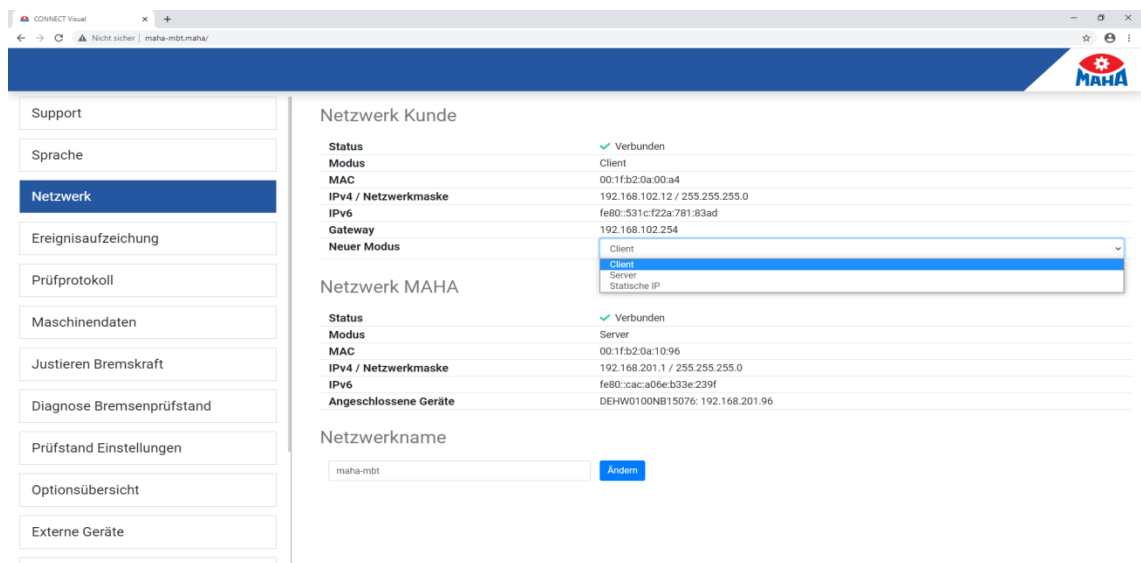 CONNECT Visual
Nicht sicher | maha-mbt.maha/
MAHA
Support
Sprache
Netzwerk
Ereignisaufzeichung
Prüfprotokoll
Maschinendaten
Justieren Bremskraft
Diagnose Bremsenprüfstand
Prüfstand Einstellungen
Optionsübersicht
Externe Geräte
Netzwerk Kunde
Status Verbunden
Modus Client
MAC 00:1f:b2:0a:00:a4
IPv4 / Netzwerkmaske 192.168.102.12 / 255.255.255.0
IPv6 fe80::531c:f22a:781:83ad
Gateway 192.168.102.254
Neuer Modus Client
Client
Server
Statische IP
Netzwerk MAHA
Status Verbunden
Modus Server
MAC 00:1f:b2:0a:10:96
IPv4 / Netzwerkmaske 192.168.201.1 / 255.255.255.0
IPv6 fe80::cac:a06e:b33e:239f
Angeschlossene Geräte DEHW0100NB15076: 192.168.201.96
Netzwerkname
maha-mbt Ändern